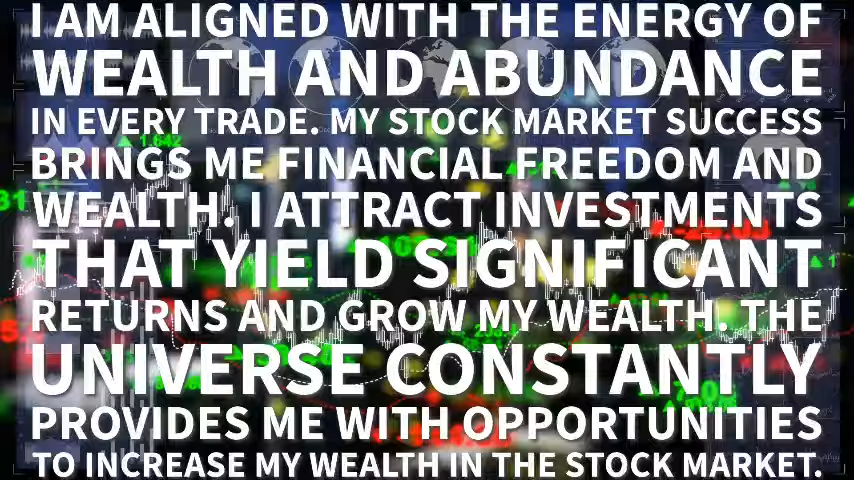 I AM ALIGNED WITH THE ENERGY OF
WEALTH AND ABUNDANCE
IN EVERY TRADE. MY STOCK MARKET SUCCESS
BRINGS ME FINANCIAL FREEDOM AND
WEALTH. I ATTRACT INVESTMENTS
THAT YIELD SIGNIFICANT
RETURNS AND GROW MY WEALTH. THE
UNIVERSE CONSTANTLY
PROVIDES ME WITH OPPORTUNITIES
TO INCREASE MY WEALTH IN THE STOCK MARKET.
1.642